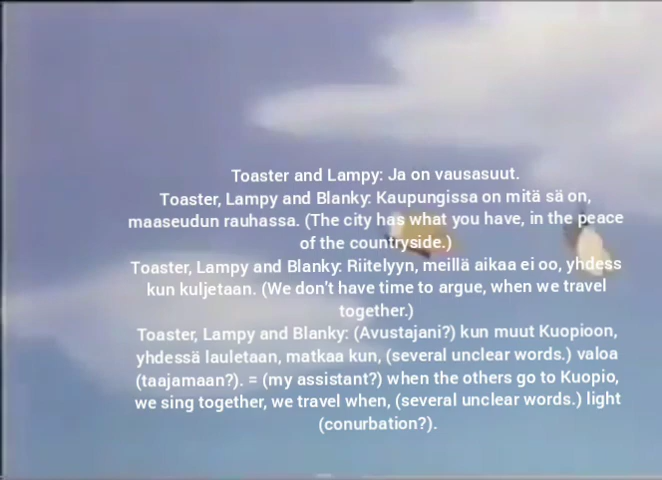 Toaster and Lampy: Ja on vausasuut.
Toaster, Lampy and Blanky: Kaupungissa on mitä sä on,
maaseudun rauhassa. (The city has what you have, in the peace
of the countryside.)
Toaster, Lampy and Blanky: Riitelyyn, meillä aikaa ei oo, yhdess
kun kuljetaan. (We don't have time to argue, when we travel
together.)
Toaster, Lampy and Blanky: (Avustajani?) kun muut Kuopioon,
yhdessä lauletaan, matkaa kun, (several unclear words.) valoa
(taajamaan?). = (my assistant?) when the others go to Kuopio,
we sing together, we travel when, (several unclear words.) light
(conurbation?).